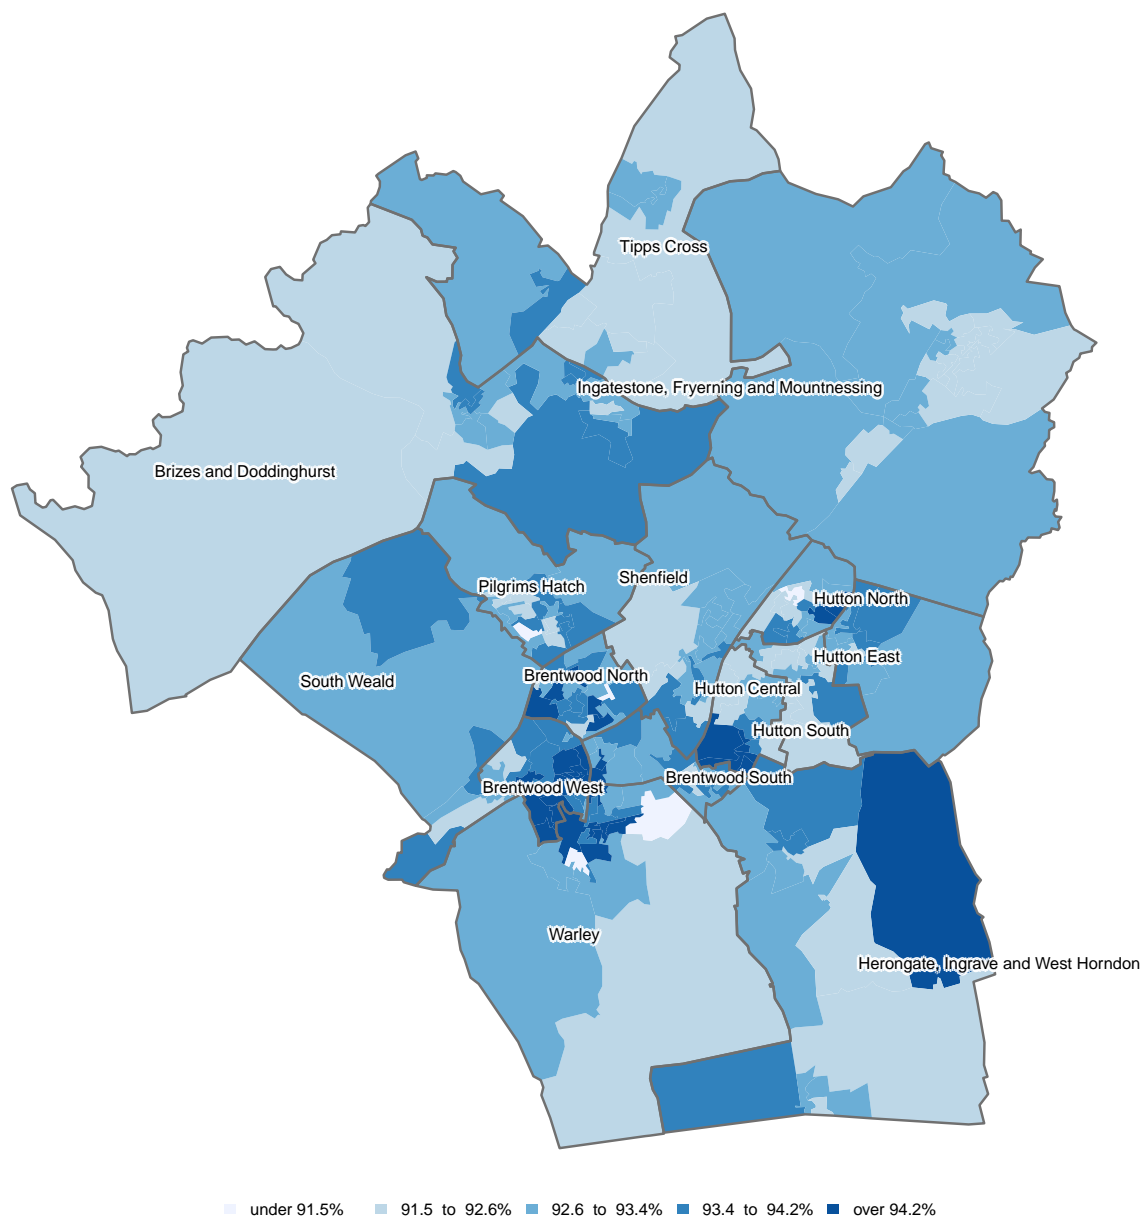 Tipps Cross
Ingatestone, Fryerning and Mountnessing
Brizes and Doddinghurst
Shenfield
Pilgrims Hatch
Hutton North
Hutton East
Brentwood North
South Weald
Hutton Central
Hutton South
Brentwood South
Brentwood West
Warley
Herongate, Ingrave and West Horndon
under 91.5% 91.5 to 92.6% 92.6 to 93.4% 93.4 to 94.2% over 94.2%